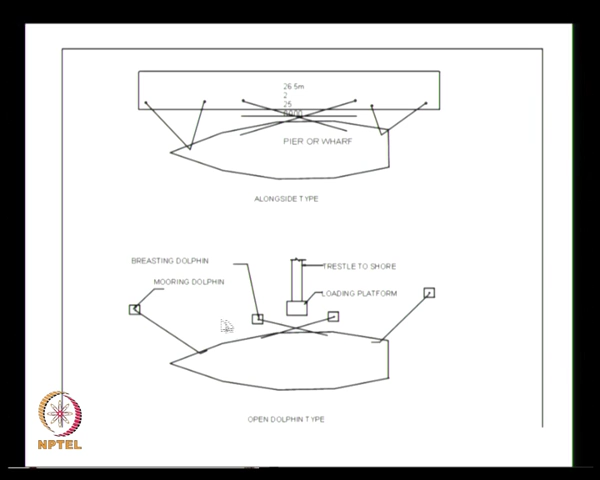 26.5m
2
25
PIER OR WHARF
ALONGSIDE TYPE
BREASTING DOLPHIN
TRESTLE TO SHORE
MOORING DOLPHIN
LOADING PLATFORM
OPEN DOLPHIN TYPE
NPTEL